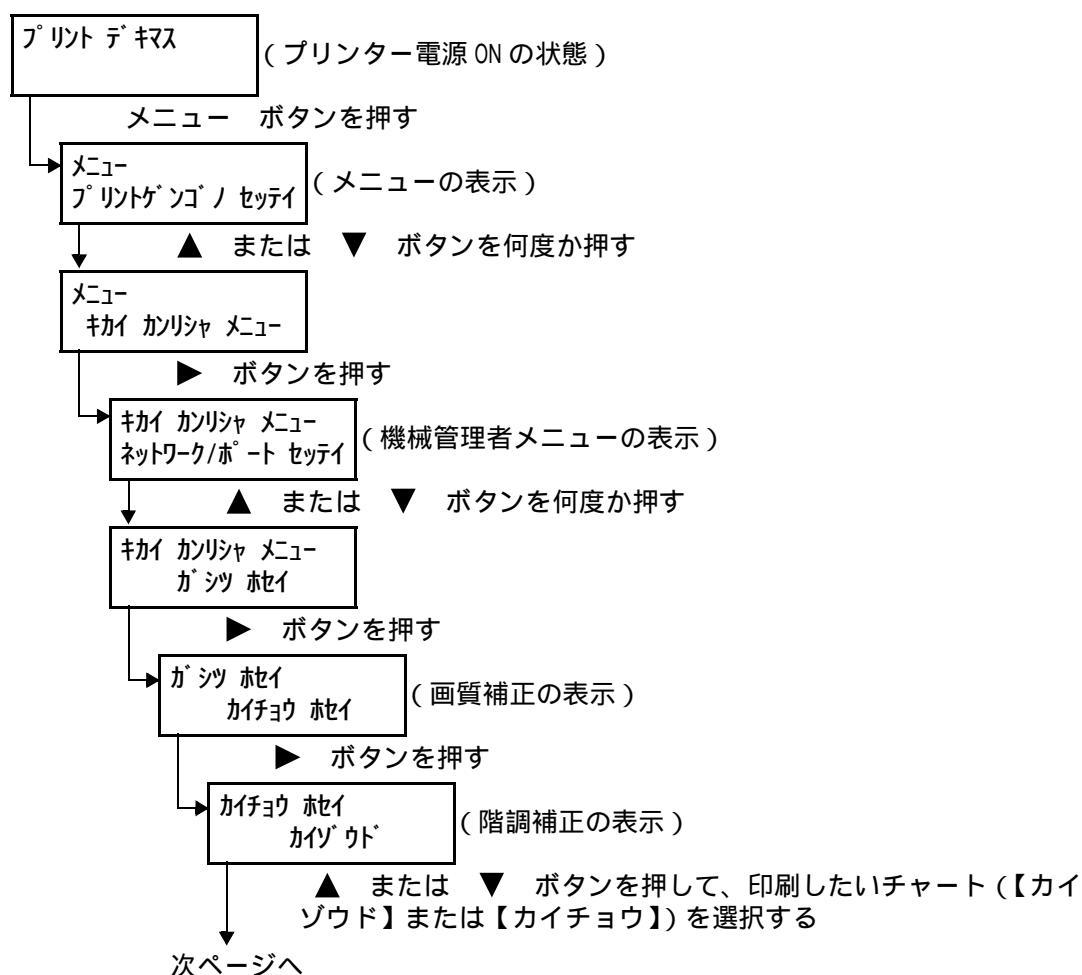 ﾌﾟﾘﾝﾄ ﾃﾞｷﾏｽ
（プリンター電源 ON の状態）
メニュー　ボタンを押す
ﾒﾆｭｰ
ﾌﾟﾘﾝﾄｹﾞﾝｺﾞﾉ ｾｯﾃｲ
（メニューの表示）
▲　または　▼　ボタンを何度か押す
ﾒﾆｭｰ
ｷｶｲ ｶﾝﾘｼｬ ﾒﾆｭｰ
▶　ボタンを押す
ｷｶｲ ｶﾝﾘｼｬ ﾒﾆｭｰ
ﾈｯﾄﾜｰｸ/ﾎﾟｰﾄ ｾｯﾃｲ
（機械管理者メニューの表示）
▲　または　▼　ボタンを何度か押す
ｷｶｲ ｶﾝﾘｼｬ ﾒﾆｭｰ
ｶﾞｼﾂ ﾎｾｲ
▶　ボタンを押す
ｶﾞｼﾂ ﾎｾｲ
ｶｲﾁｮｳ ﾎｾｲ
（画質補正の表示）
▶　ボタンを押す
ｶｲﾁｮｳ ﾎｾｲ
ｶｲｿﾞｳﾄﾞ
（階調補正の表示）
▲　または　▼　ボタンを押して、印刷したいチャート(【カイ
ゾウド】または【カイチョウ】)を選択する
次ページへ